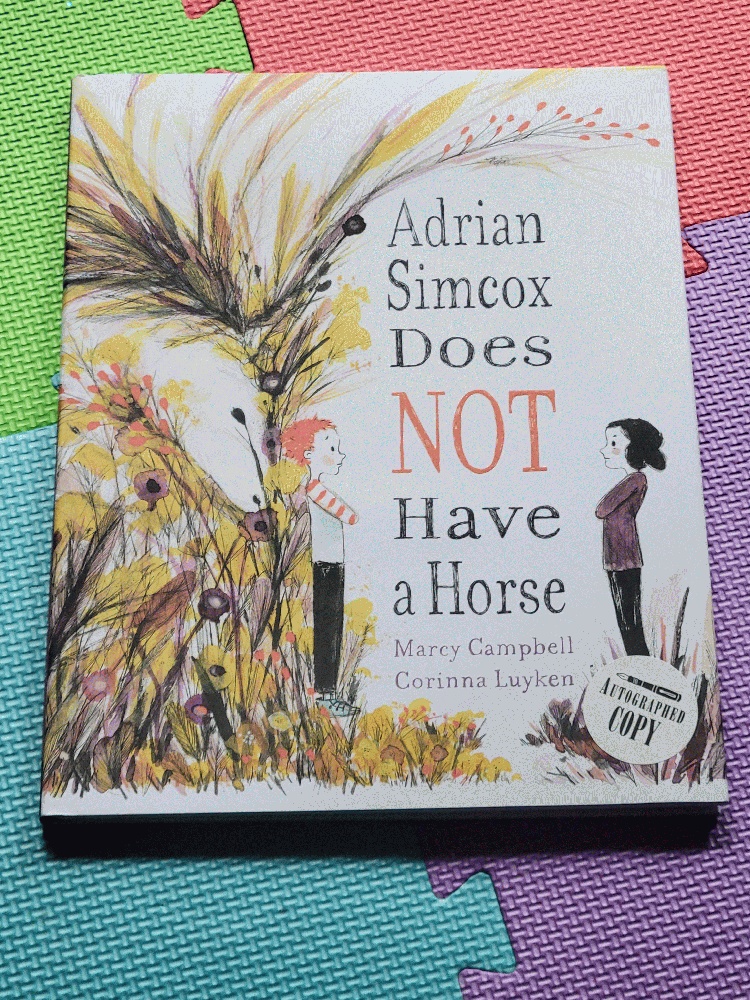 Adrian
Simcox
Does
NOT
Have
a Horse
Marcy Campbell
Corinna Luyken
AUTOGRAPHED
COPY